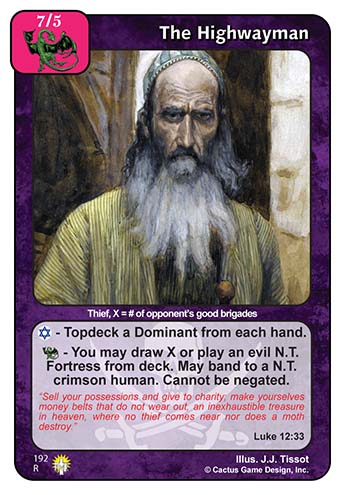 7/5
The Highwayman
Thief, X = # of opponent's good brigades
- Topdeck a Dominant from each hand.
- You may draw X or play an evil N.T.
Fortress from deck. May band to a N.T.
crimson human. Cannot be negated.
"Sell your possessions and give to charity; make yourselves
money belts that do not wear out, an inexhaustible treasure
in heaven, where no thief comes near nor does a moth
destroy."
Luke 12:33
192
R
Illus. J.J. Tissot
© Cactus Game Design, Inc.